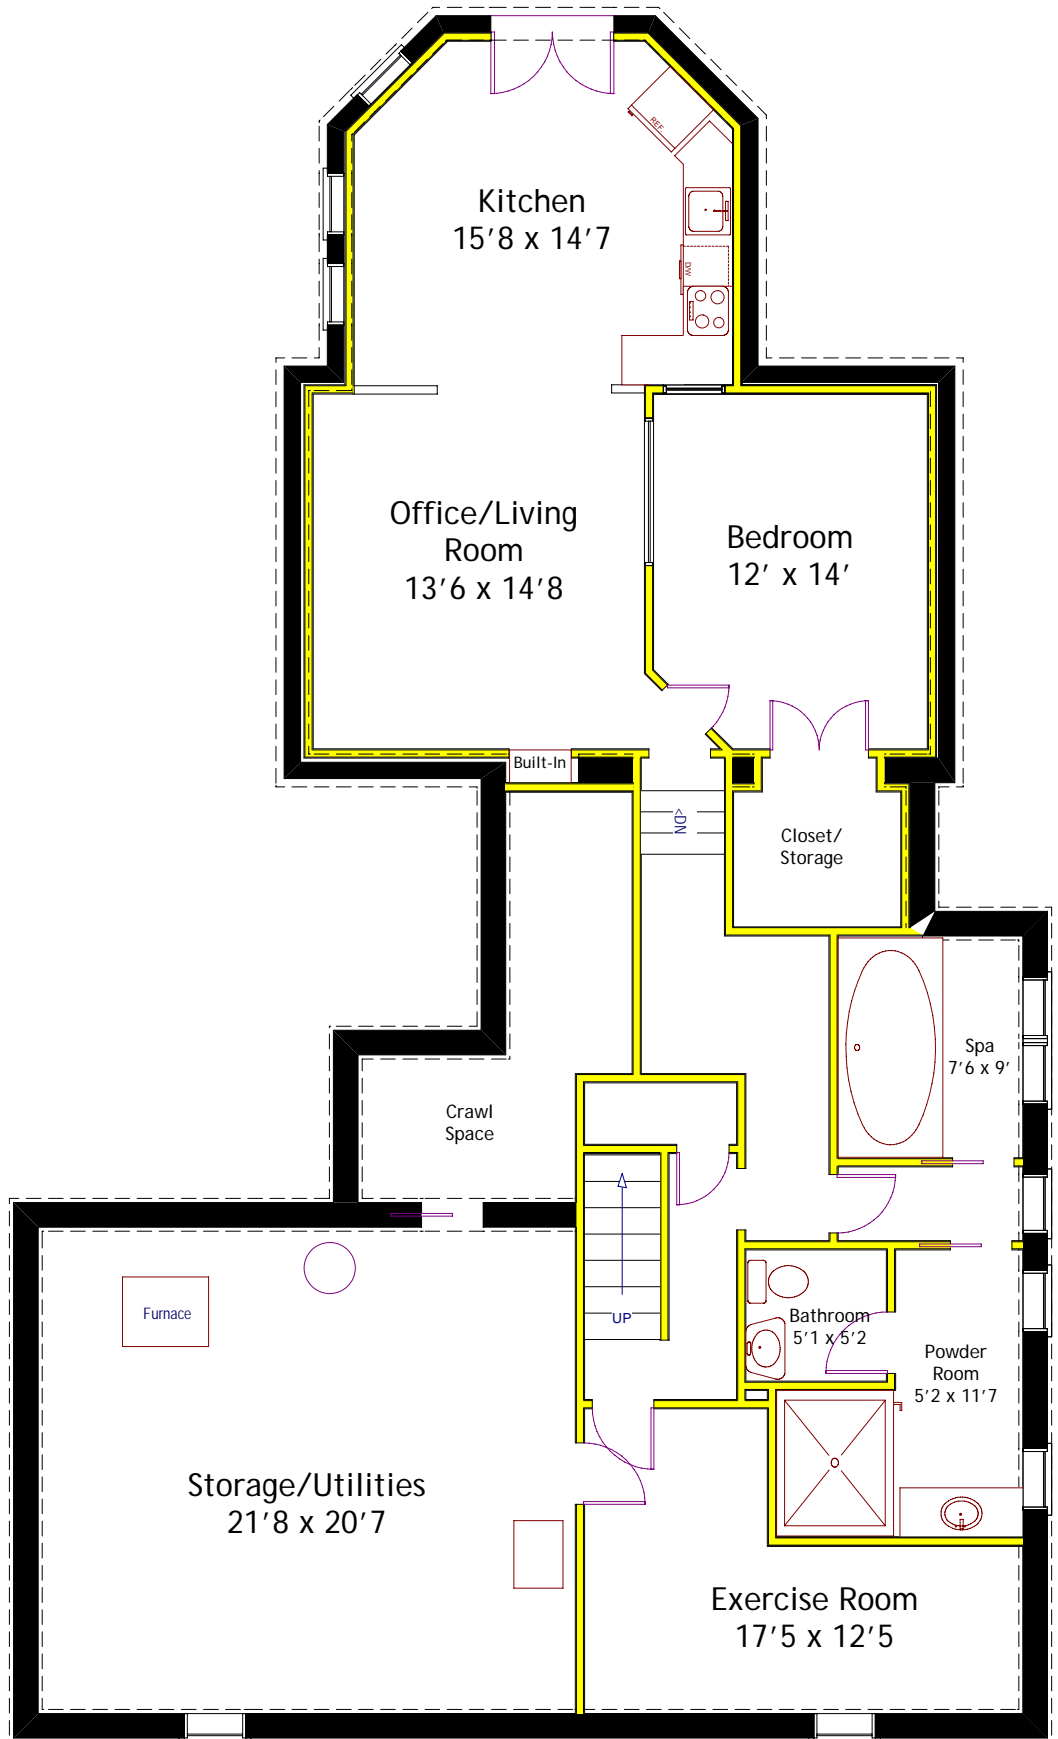 REF.
Kitchen
15'8 x 14'7
D/W
Office/Living
Room
13'6 x 14'8
Bedroom
12' x 14'
Built-In
<DN
Closet/
Storage
Spa
7'6 x 9'
Crawl
Space
Furnace
UP
Bathroom
5'1 x 5'2
Powder
Room
5'2 x 11'7
Storage/Utilities
21'8 x 20'7
Exercise Room
17'5 x 12'5